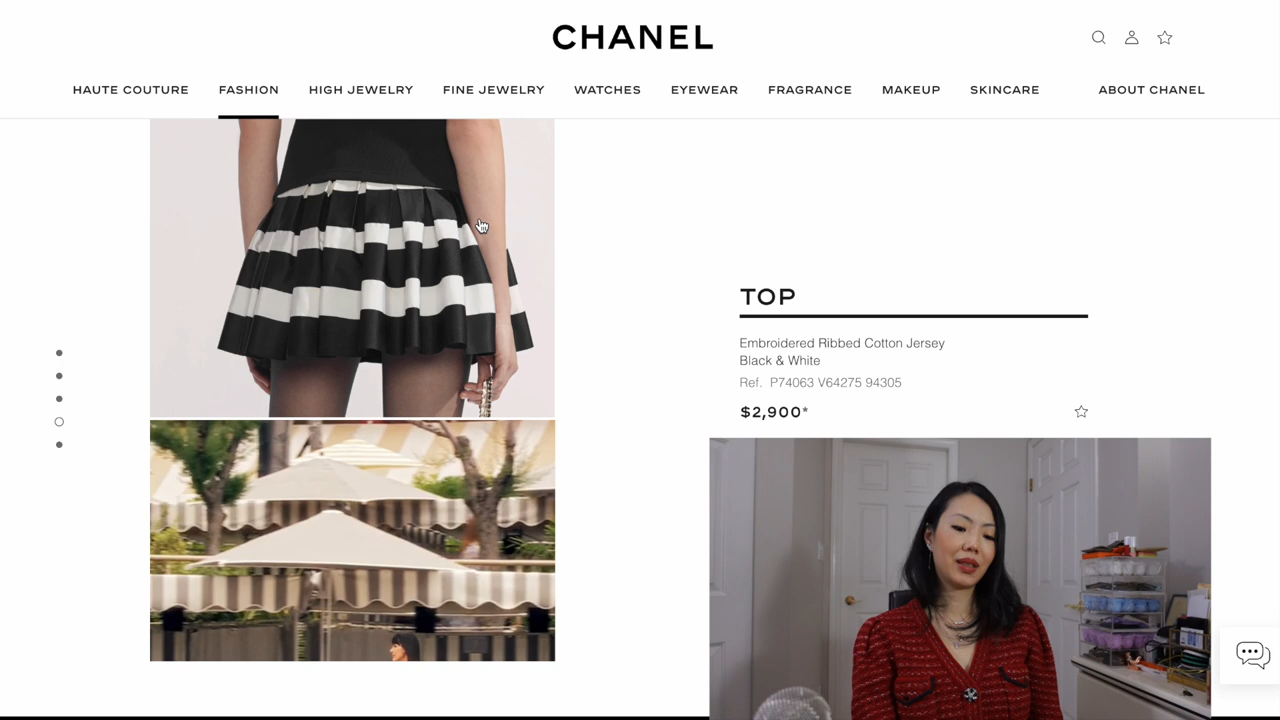 CHANEL
HAUTE COUTURE FASHION HIGH JEWELRY FINE JEWELRY WATCHES EYEWEAR FRAGRANCE MAKEUP SKINCARE ABOUT CHANEL
TOP
Embroidered Ribbed Cotton Jersey
Black & White
Ref. P74063 V64275 94305
$2,900*